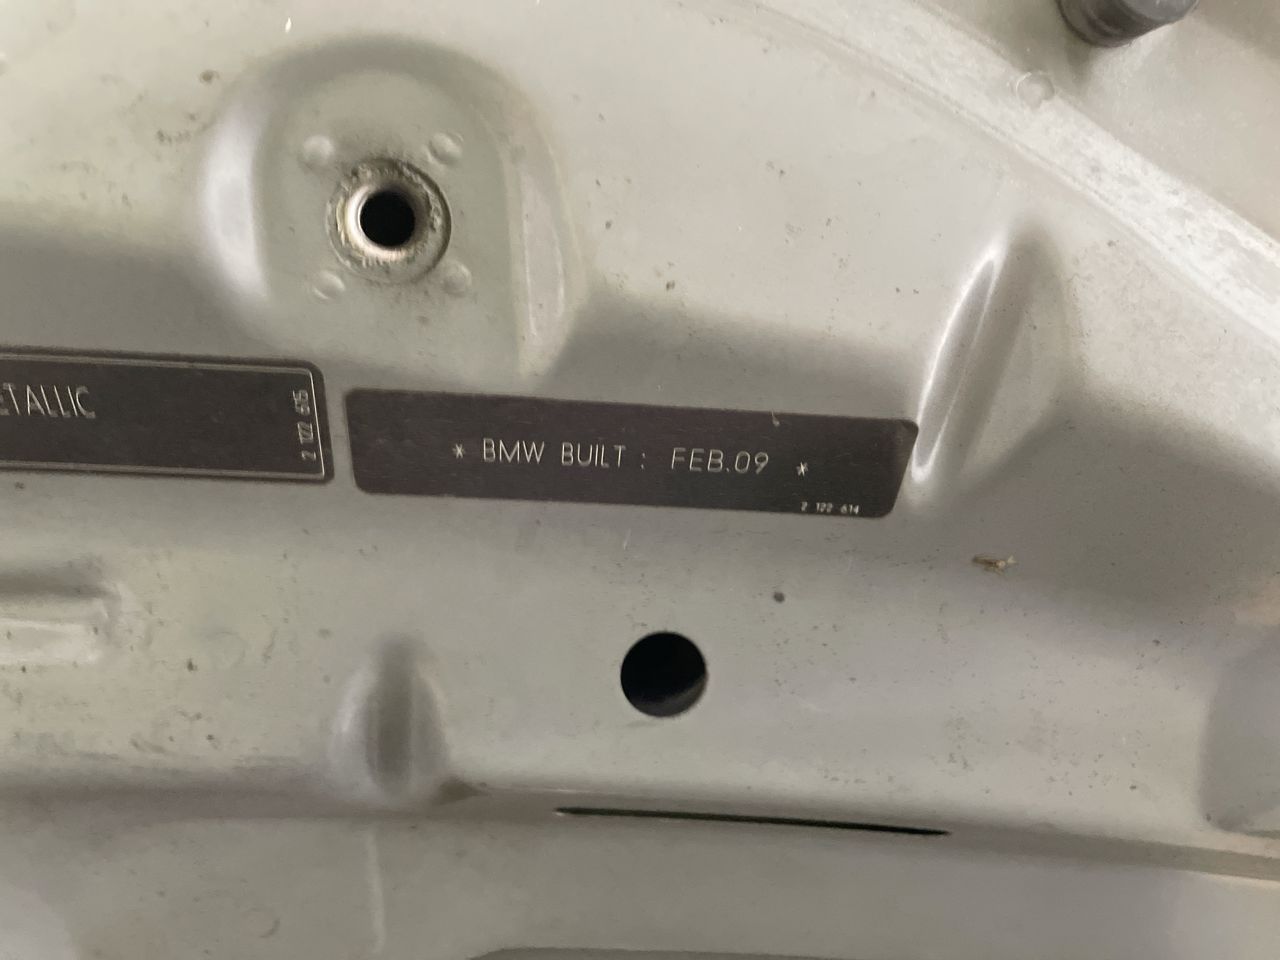 ETALLIC
2 122 615
* BMW BUILT : FEB.09 *
2 122 614